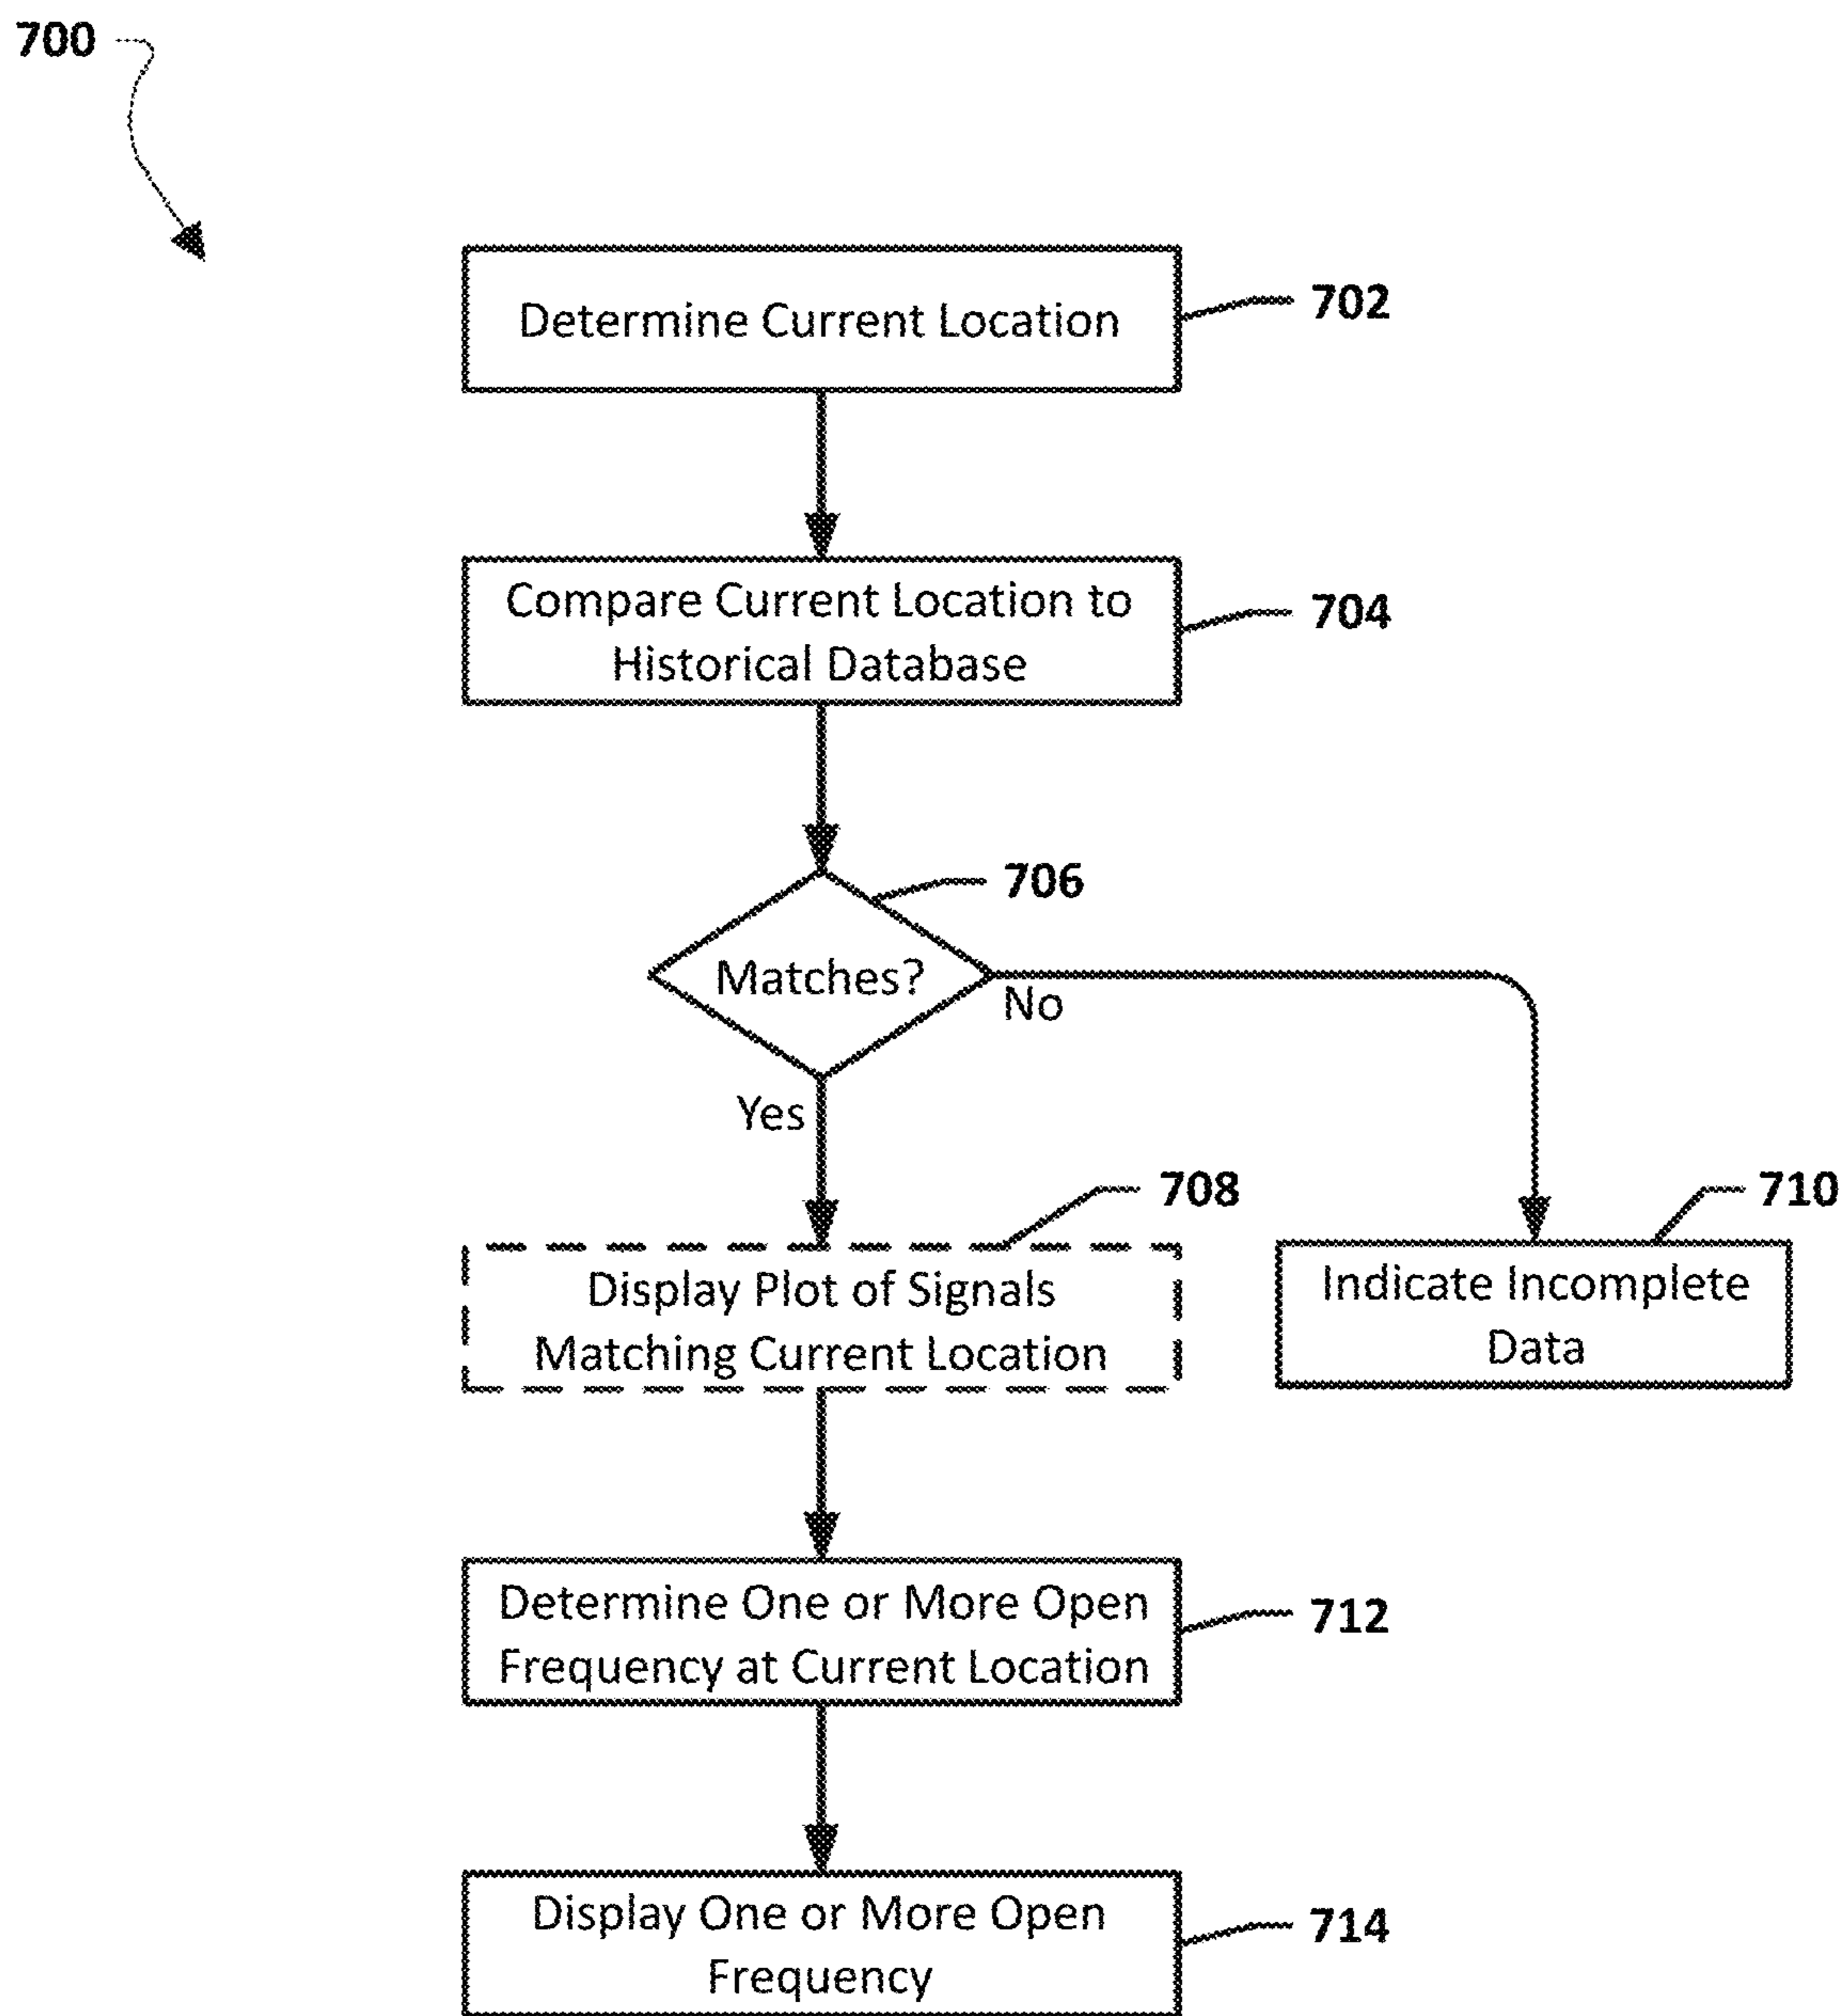 700
Determine Current Location
702
Compare Current Location to
Historical Database
704
706
Matches?
No
Yes
708
Display Plot of Signals
Matching Current Location
710
Indicate Incomplete
Data
Determine One or More Open
Frequency at Current Location
712
Display One or More Open
Frequency
714